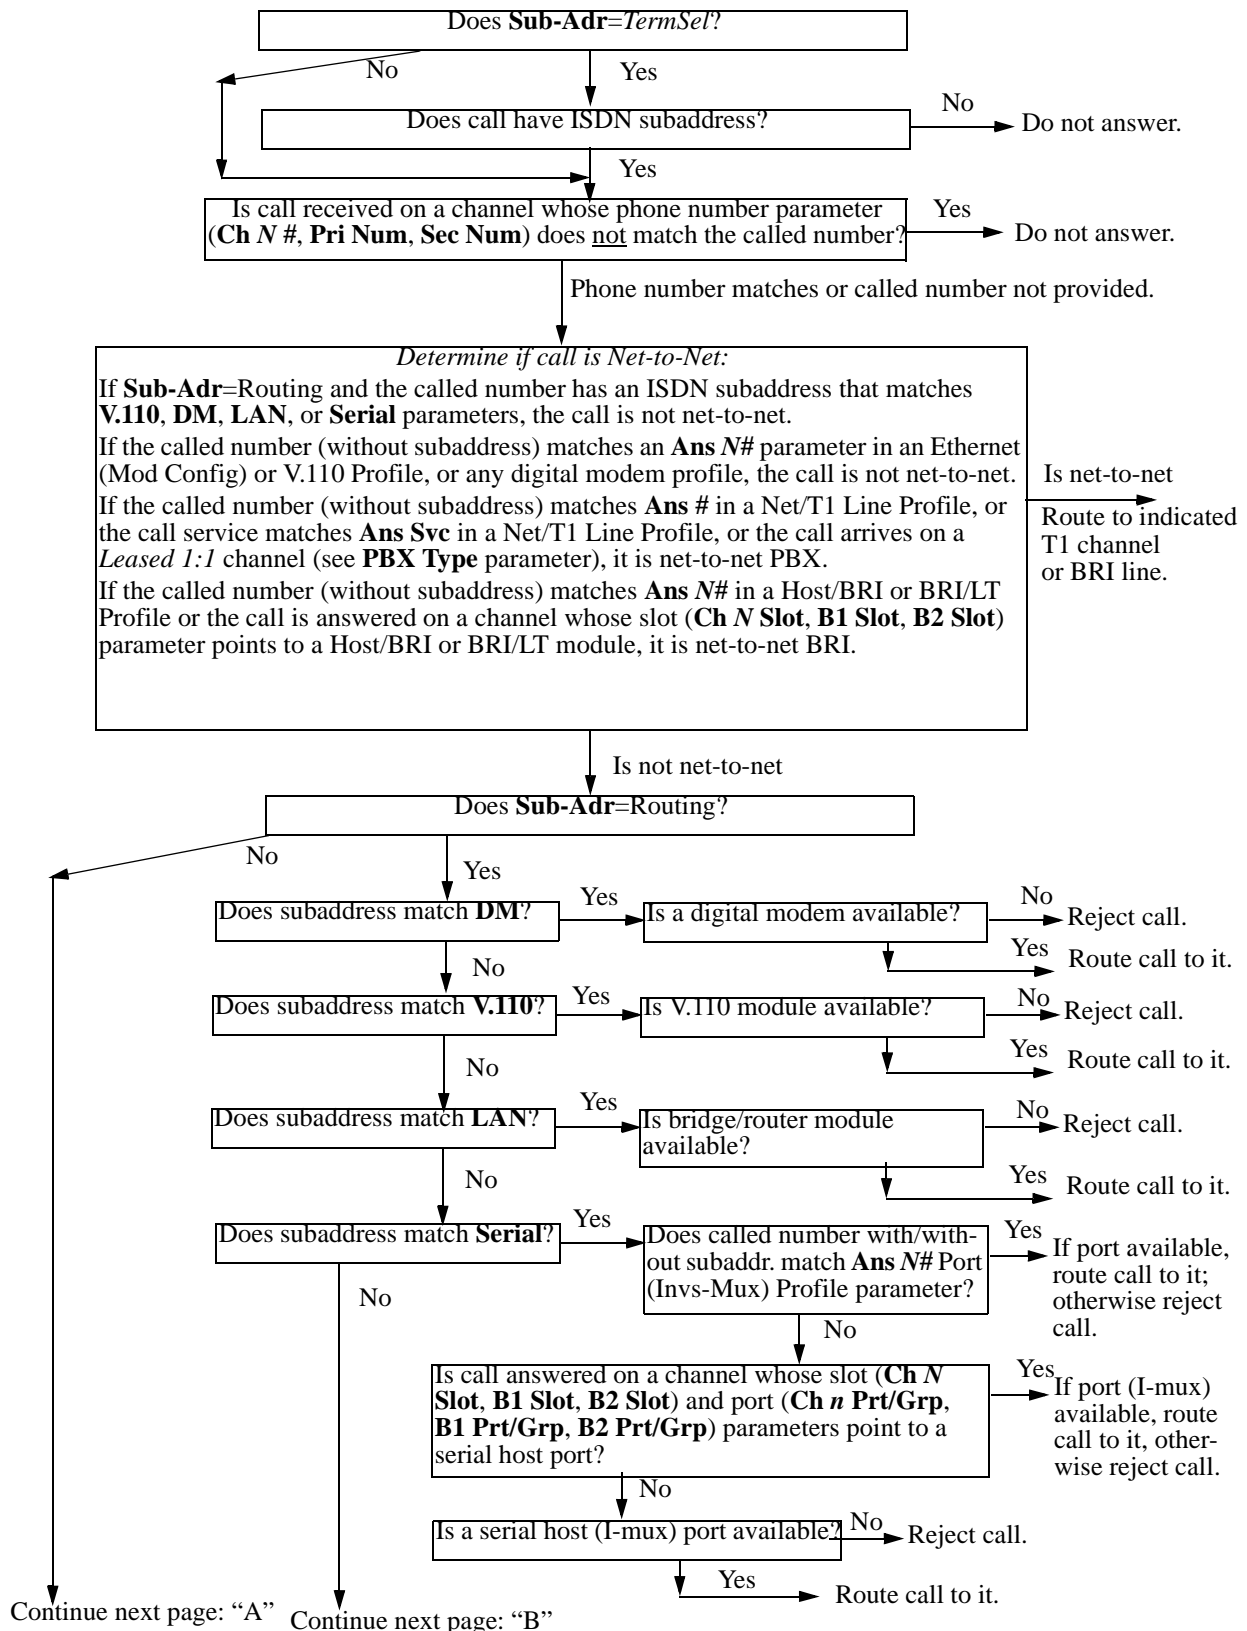 Does Sub-Adr=TermSel?
No
Yes
Does call have ISDN subaddress?
No
Do not answer.
Yes
Is call received on a channel whose phone number parameter
(Ch N #, Pri Num, Sec Num) does not match the called number?
Yes
Do not answer.
Phone number matches or called number not provided.
Determine if call is Net-to-Net:
If Sub-Adr=Routing and the called number has an ISDN subaddress that matches
V.110, DM, LAN, or Serial parameters, the call is not net-to-net.
If the called number (without subaddress) matches an Ans N# parameter in an Ethernet
(Mod Config) or V.110 Profile, or any digital modem profile, the call is not net-to-net.
If the called number (without subaddress) matches Ans # in a Net/T1 Line Profile, or
the call service matches Ans Svc in a Net/T1 Line Profile, or the call arrives on a
Leased 1:1 channel (see PBX Type parameter), it is net-to-net PBX.
If the called number (without subaddress) matches Ans N# in a Host/BRI or BRI/LT
Profile or the call is answered on a channel whose slot (Ch N Slot, B1 Slot, B2 Slot)
parameter points to a Host/BRI or BRI/LT module, it is net-to-net BRI.
Is net-to-net
Route to indicated
T1 channel
or BRI line.
Is not net-to-net
Does Sub-Adr=Routing?
No
Yes
Does subaddress match DM?
Yes
Is a digital modem available?
No
Reject call.
Yes
Route call to it.
No
Does subaddress match V.110?
Yes
Is V.110 module available?
No
Reject call.
Yes
Route call to it.
No
Does subaddress match LAN?
Yes
Is bridge/router module
available?
No
Reject call.
Yes
Route call to it.
No
Does subaddress match Serial?
Yes
Does called number with/with-
out subaddr. match Ans N# Port
(Invs-Mux) Profile parameter?
Yes
If port available,
route call to it;
otherwise reject
call.
No
No
Is call answered on a channel whose slot (Ch N
Slot, B1 Slot, B2 Slot) and port (Ch n Prt/Grp,
B1 Prt/Grp, B2 Prt/Grp) parameters point to a
serial host port?
Yes
If port (I-mux)
available, route
call to it, other-
wise reject call.
No
Is a serial host (I-mux) port available?
No
Reject call.
Yes
Route call to it.
Continue next page: “A”
Continue next page: “B”